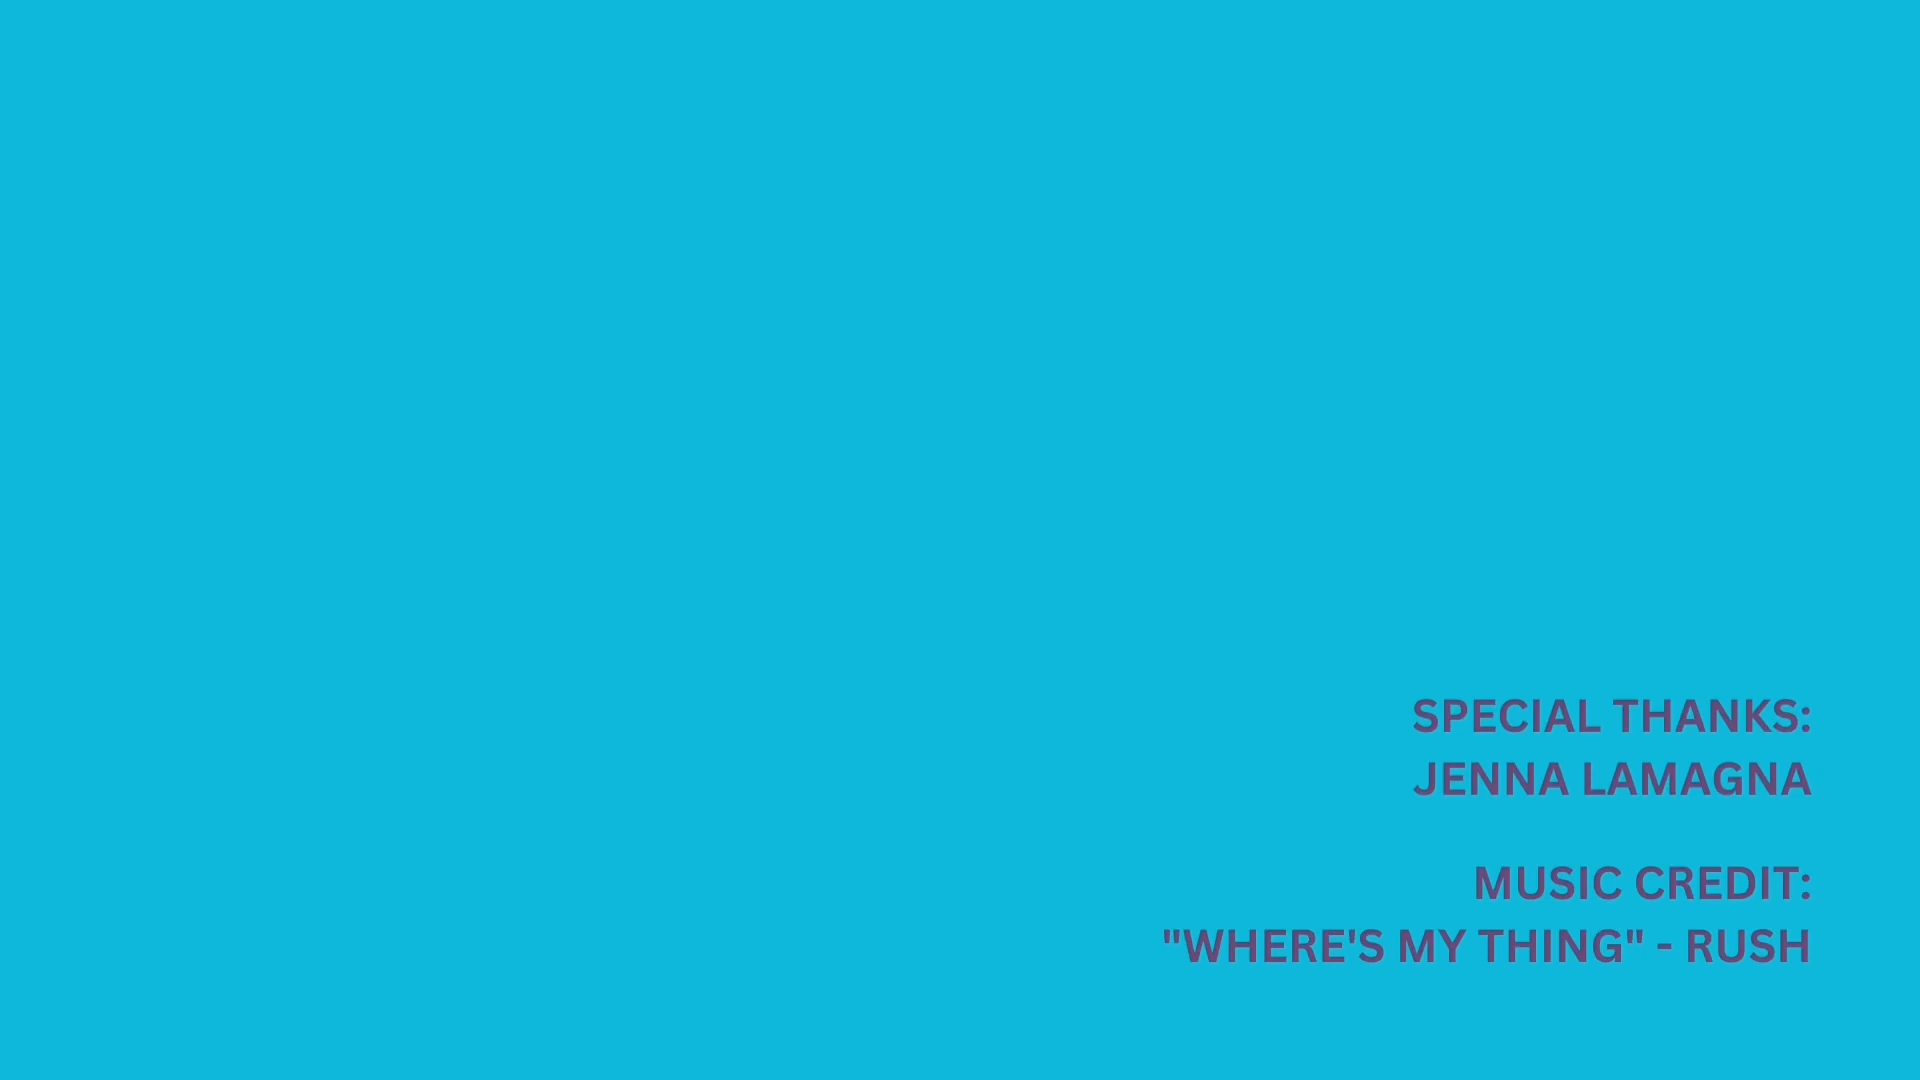 SPECIAL THANKS:
JENNA LAMAGNA
MUSIC CREDIT:
"WHERE'S MY THING" - RUSH